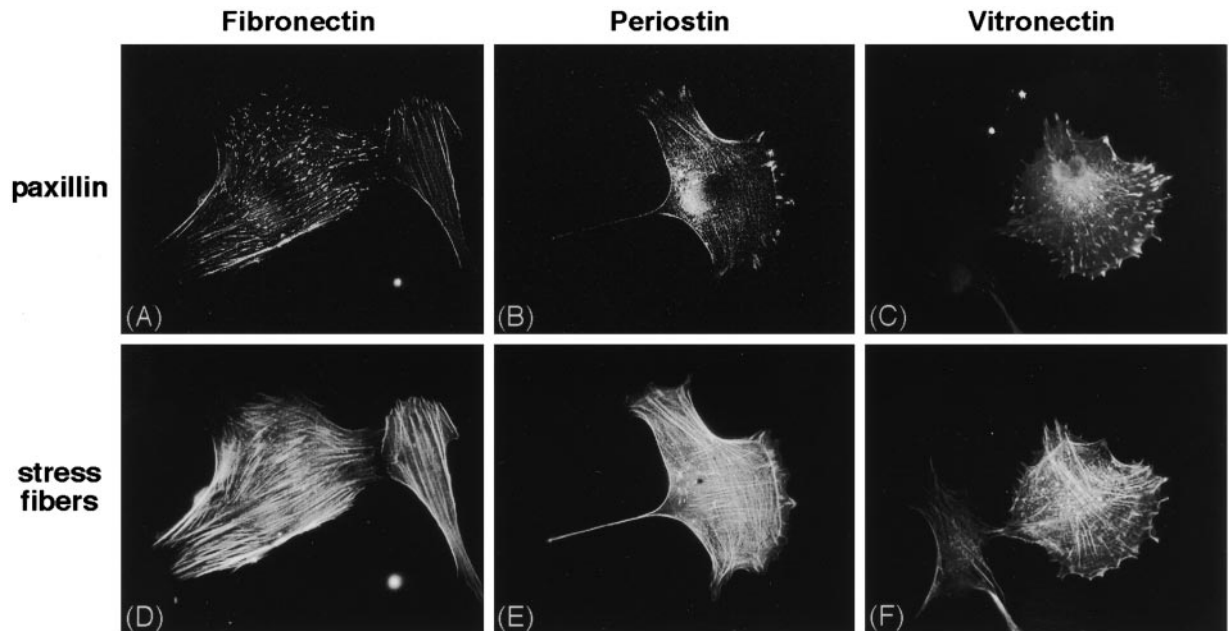 Fibronectin
Periostin
Vitronectin
paxillin
(A)
(B)
(C)
stress
fibers
(D)
(E)
(F)